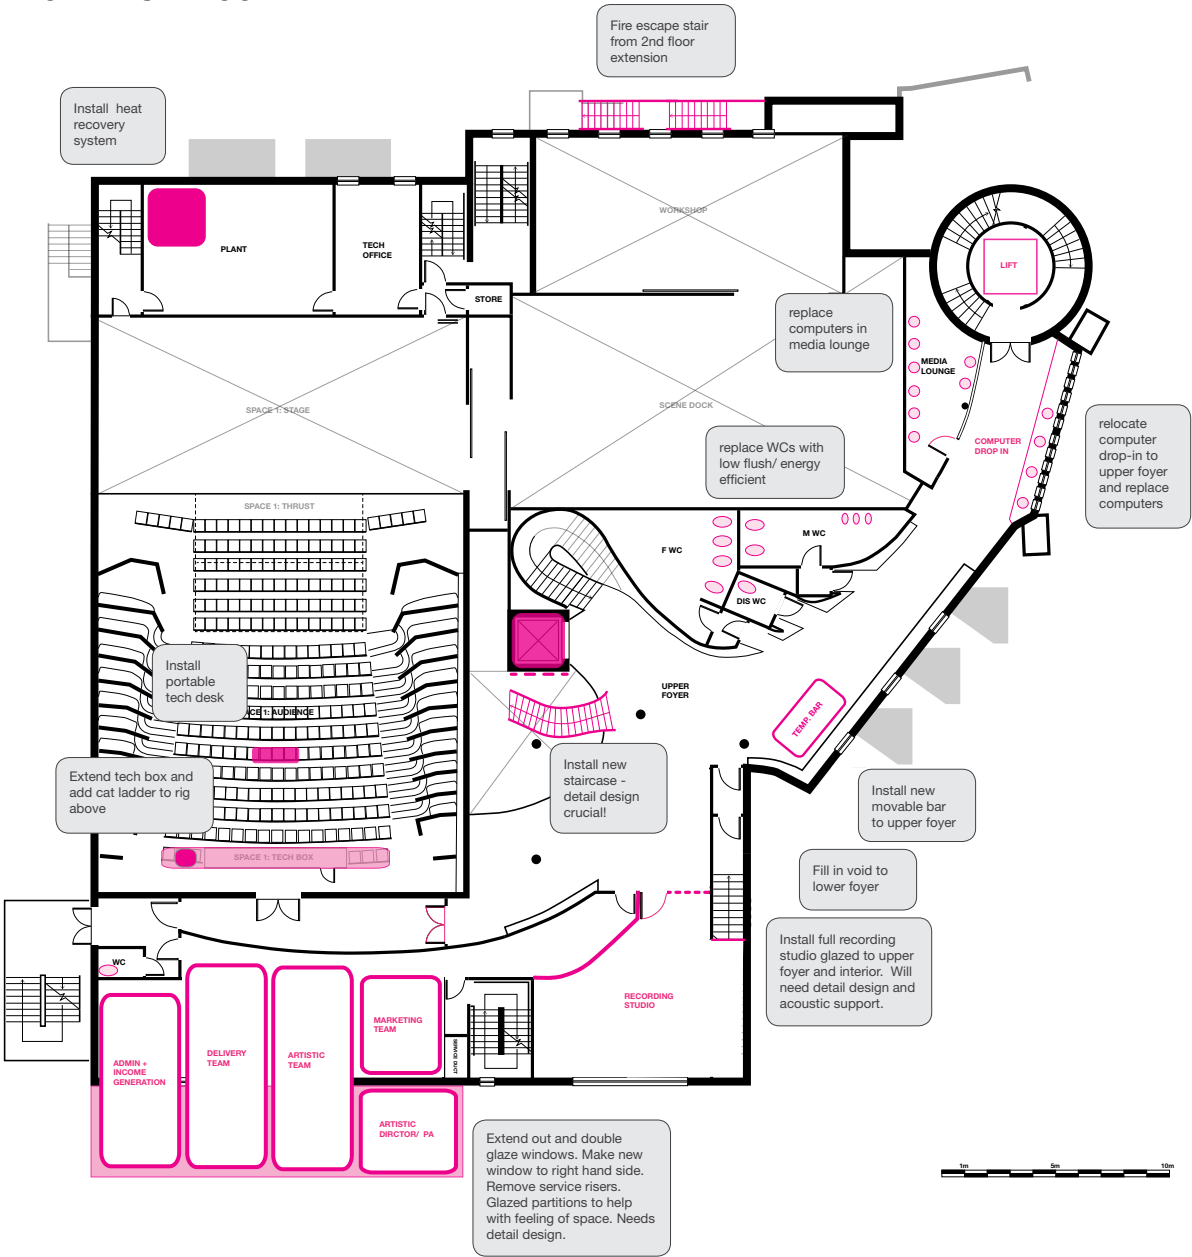 Fire escape stair
from 2nd floor
extension
Install heat
recovery
system
WORKSHOP
PLANT
TECH
OFFICE
LIFT
STORE
replace
computers in
media lounge
MEDIA
LOUNGE
SPACE 1: STAGE
SCENE DOCK
COMPUTER
DROP IN
relocate
computer
drop-in to
upper foyer
and replace
computers
replace WCs with
low flush/ energy
efficient
SPACE 1: THRUST
F WC
M WC
DIS WC
Install
portable
tech desk
CE 1: AUDIENCE
UPPER
FOYER
TEMP. BAR
Extend tech box and
add cat ladder to rig
above
Install new
staircase -
detail design
crucial!
Install new
movable bar
to upper foyer
SPACE 1: TECH BOX
Fill in void to
lower foyer
Install full recording
studio glazed to upper
foyer and interior. Will
need detail design and
acoustic support.
WC
RECORDING
STUDIO
MARKETING
TEAM
SERVICE DUCT
ADMIN +
INCOME
GENERATION
DELIVERY
TEAM
ARTISTIC
TEAM
ARTISTIC
DIRCTOR/ PA
Extend out and double
glaze windows. Make new
window to right hand side.
Remove service risers.
Glazed partitions to help
with feeling of space. Needs
detail design.
1m 5m 10m